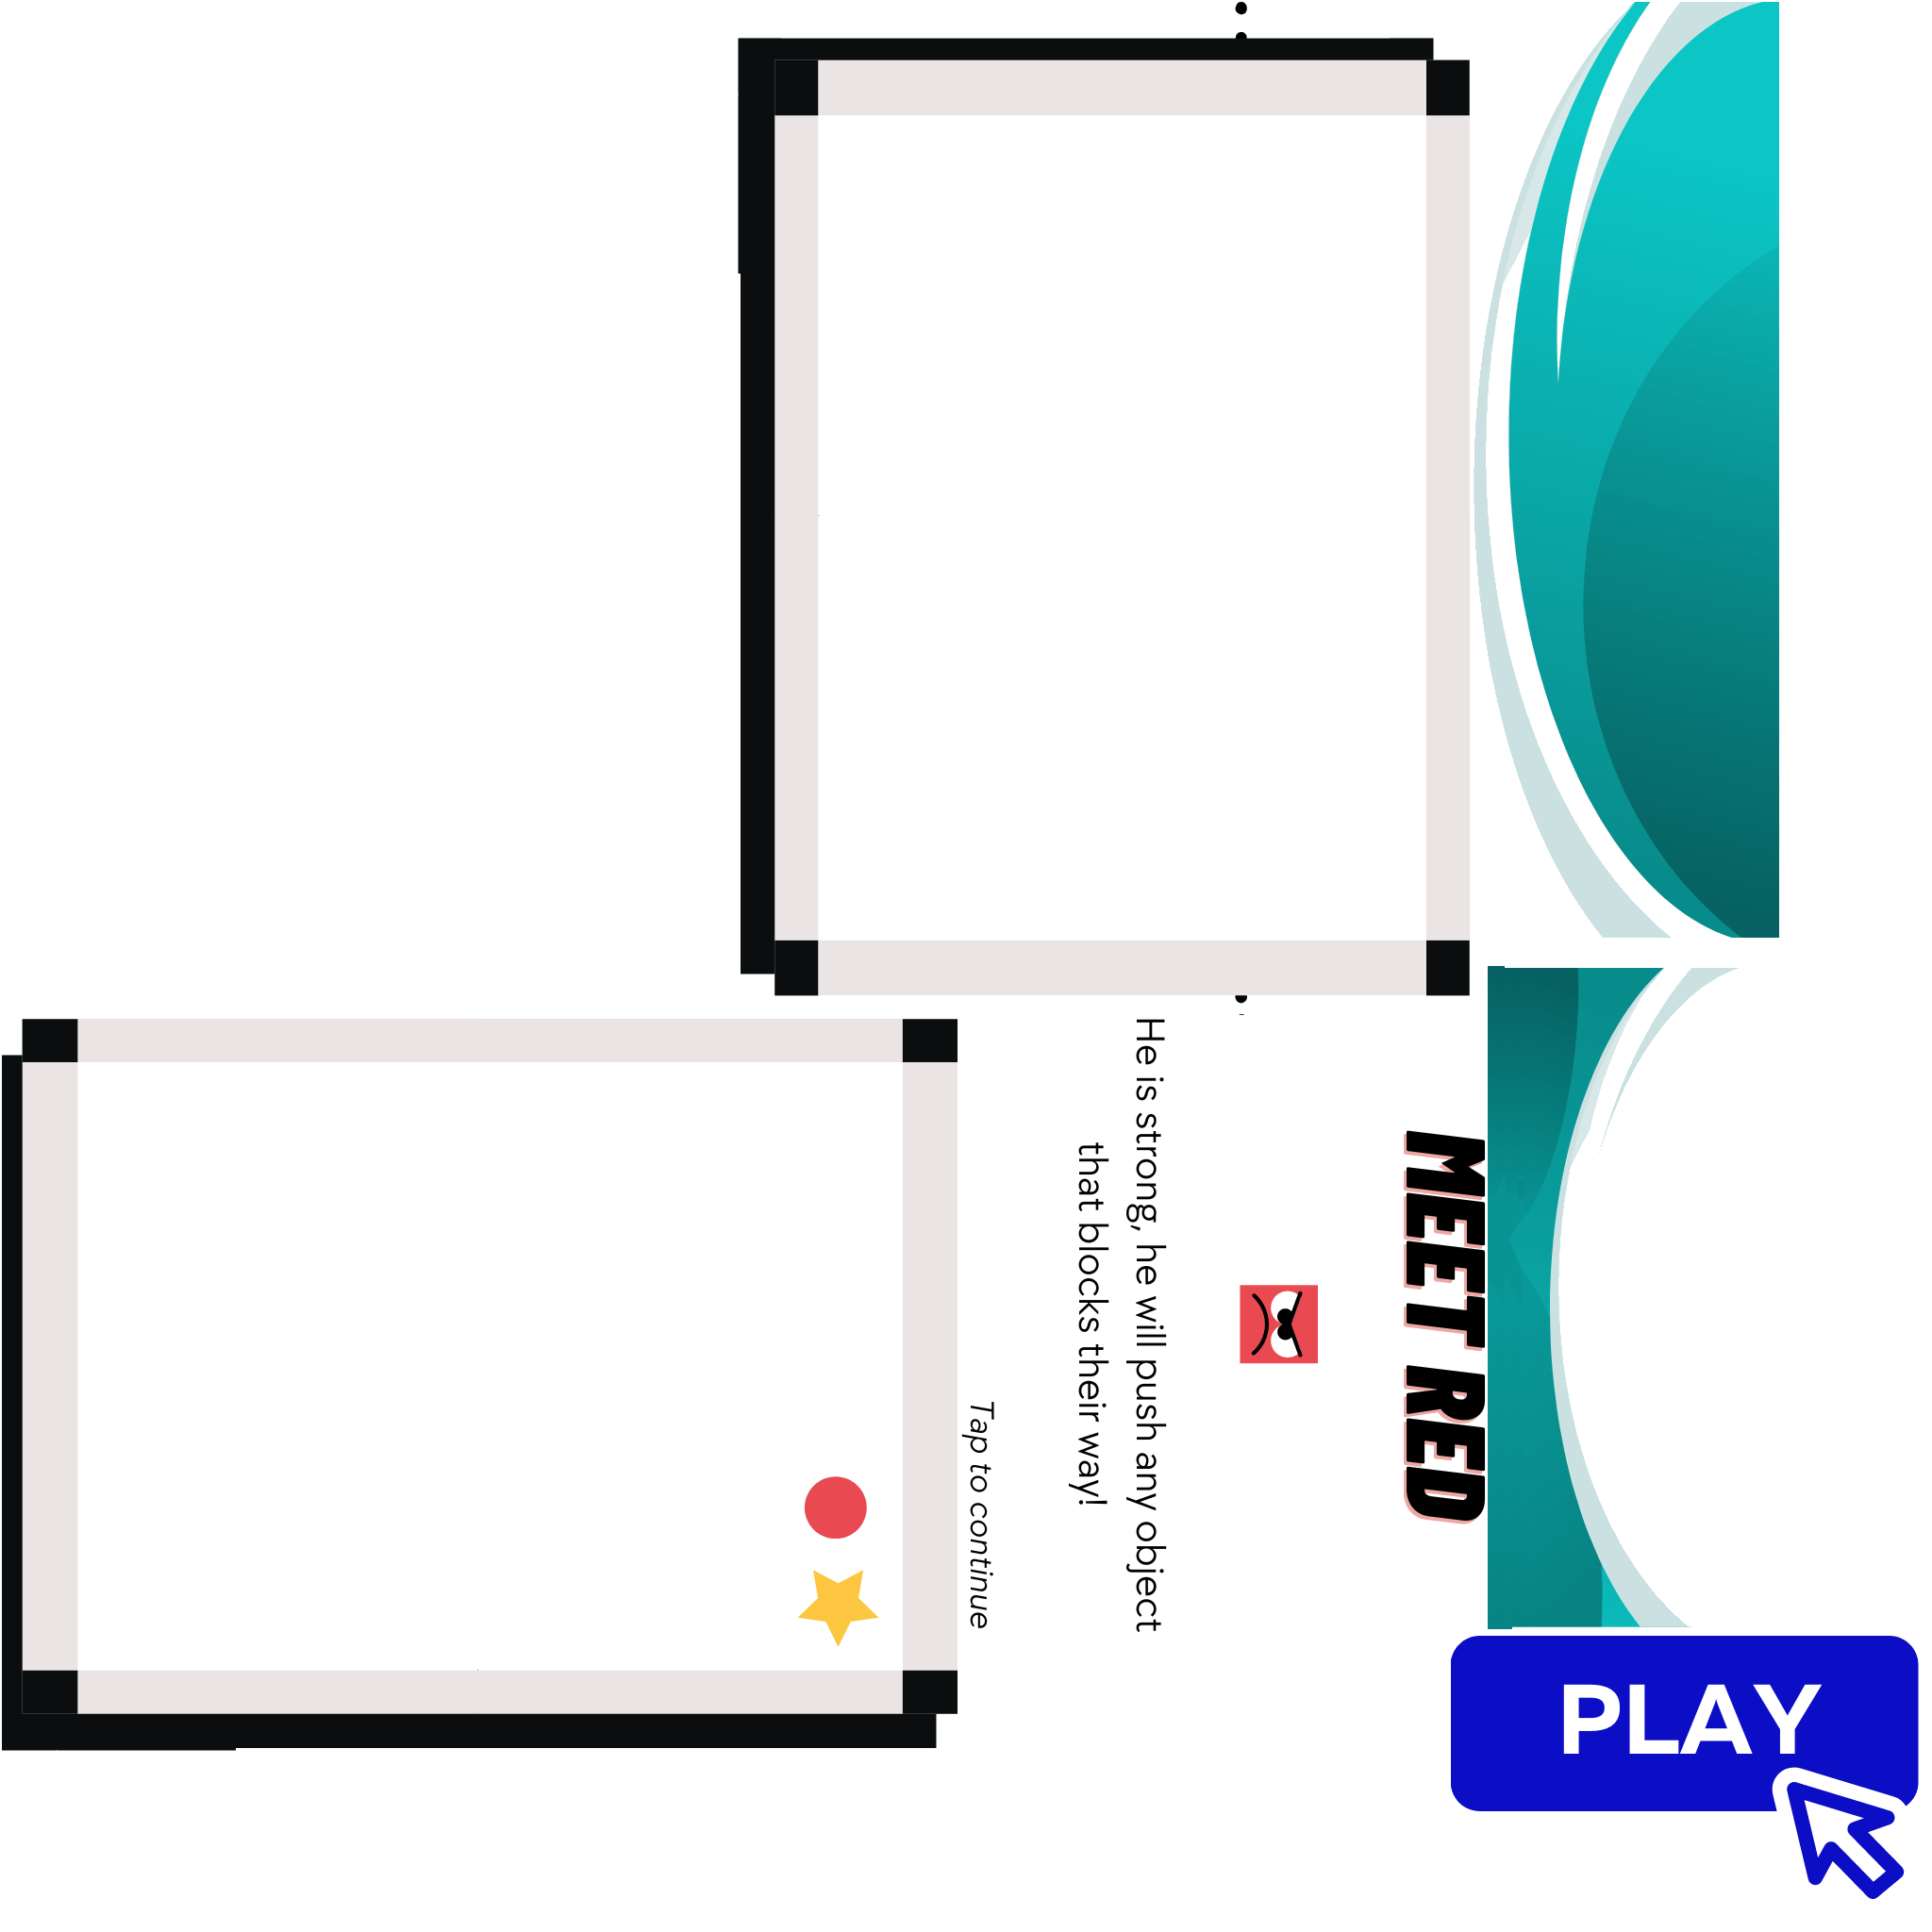 MEET RED
He is strong, he will push any object
that blocks their way!
Tap to continue
PLAY